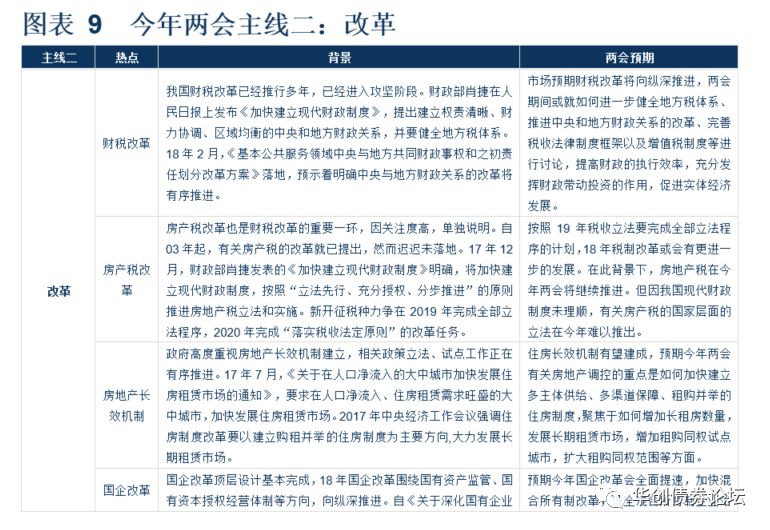 图表 9 今年两会主线二：改革
主线二 热点 背景 两会预期
改革
财税改革
我国财税改革已经推行多年，已经进入攻坚阶段。财政部肖捷在人
民日报上发布《加快建立现代财政制度》，提出建立权责清晰、财
力协调、区域均衡的中央和地方财政关系，并要健全地方税体系。
18 年 2 月，《基本公共服务领域中央与地方共同财政事权和之初责
任划分改革方案》落地，预示着明确中央与地方财政关系的改革将
有序推进。
市场预期财税改革将向纵深推进，两会
期间或就如何进一步健全地方税体系、
推进中央和地方财政关系的改革、完善
税收法律制度框架以及增值税制度等进
行讨论，提高财政的执行效率，充分发
挥财政带动投资的作用，促进实体经济
发展。
房产税改
革
房产税改革也是财税改革的重要一环，因关注度高，单独说明。自
03 年起，有关房产税的改革就已提出，然而迟迟未落地。17 年 12
月，财政部肖捷发表的《加快建立现代财政制度》明确，将加快建
立现代财政制度，按照“立法先行、充分授权、分步推进”的原则
推进房地产税立法和实施。新开征税种力争在 2019 年完成全部立
法程序，2020 年完成“落实税收法定原则”的改革任务。
按照 19 年税收立法要完成全部立法程
序的计划，18 年税制改革或会有更进一
步的发展。在此背景下，房地产税在今
年两会将继续推进。但因我国现代财政
制度未理顺，有关房产税的国家层面的
立法在今年难以推出。
房地产长
效机制
政府高度重视房地产长效机制建立，相关政策立法、试点工作正在
有序推进。17 年 7 月，《关于在人口净流入的大中城市加快发展住
房租赁市场的通知》，要求在人口净流入、住房租赁需求旺盛的大
中城市，加快发展住房租赁市场。2017 年中央经济工作会议强调住
房制度改革要以建立购租并举的住房制度为主要方向,大力发展长
期租赁市场。
住房长效机制有望建成，预期今年两会
有关房地产调控的重点是如何加快建立
多主体供给、多渠道保障、租购并举的
住房制度，聚焦于如何增加长租房数量，
发展长期租赁市场，增加租购同权试点
城市，扩大租购同权范围等方面。
国企改革
国企改革顶层设计基本完成，18 年国企改革围绕国有资产监管、国
有资本授权经营体制等方向，向纵深推进。自《关于深化国有企业
预期今年国企改革会全面提速，加快混
合所有制改革，
华创债券论坛